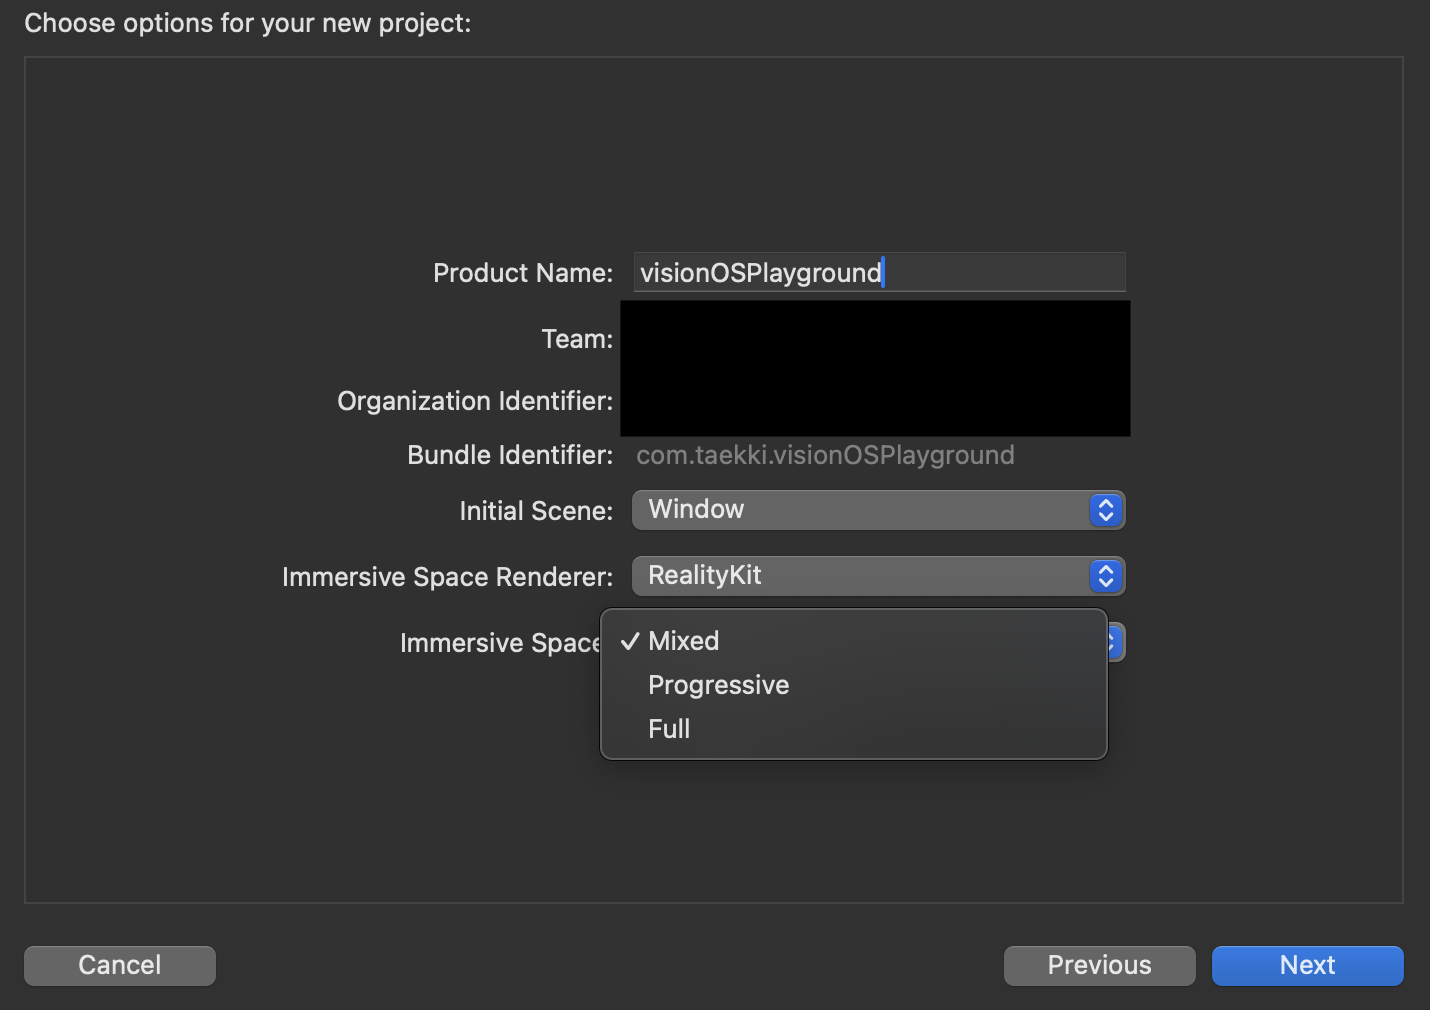 Choose options for your new project:
Product Name: visionOSPlayground
Team:
Organization Identifier:
Bundle Identifier: com.taekki.visionOSPlayground
Initial Scene: Window
Immersive Space Renderer: RealityKit
Immersive Space ✓ Mixed
Progressive
Full
Cancel Previous Next